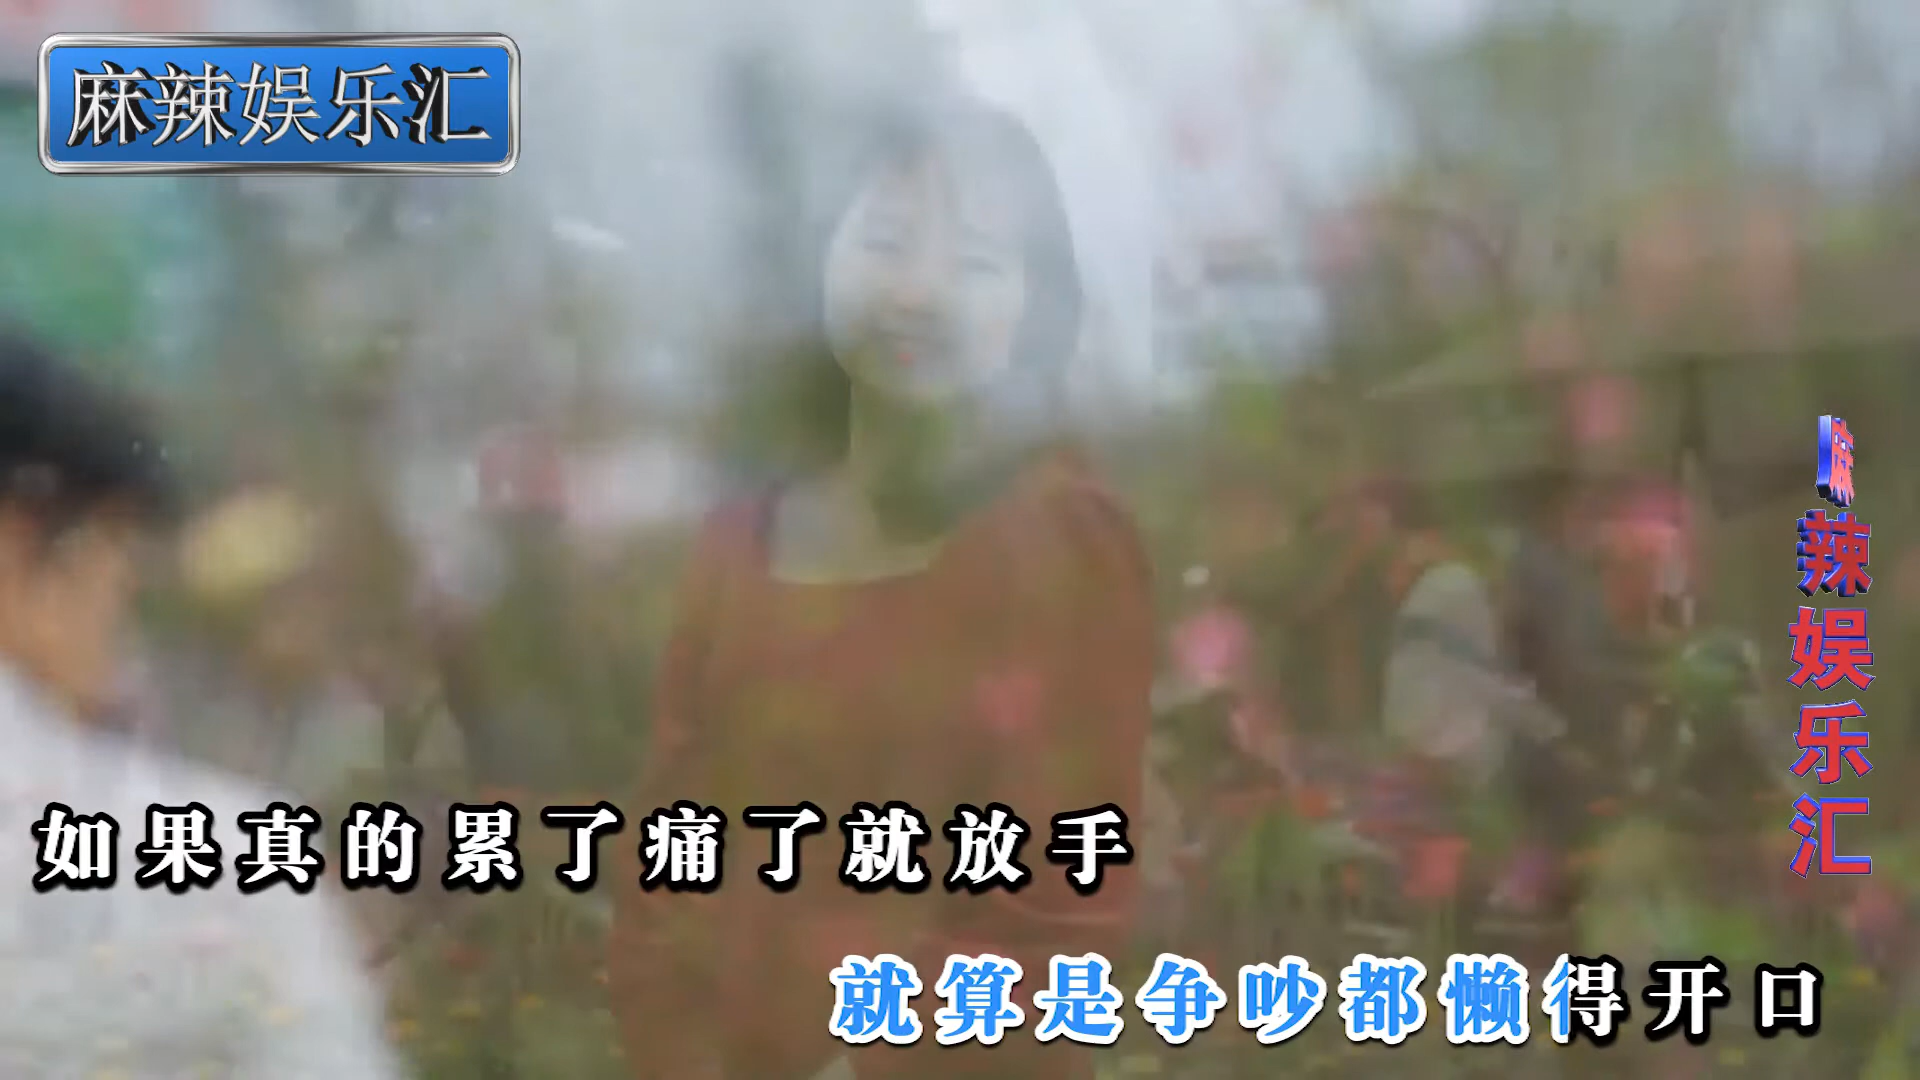 麻辣娱乐汇
麻辣娱乐汇
如果真的累了痛了就放手
就算是争吵都懒得开口